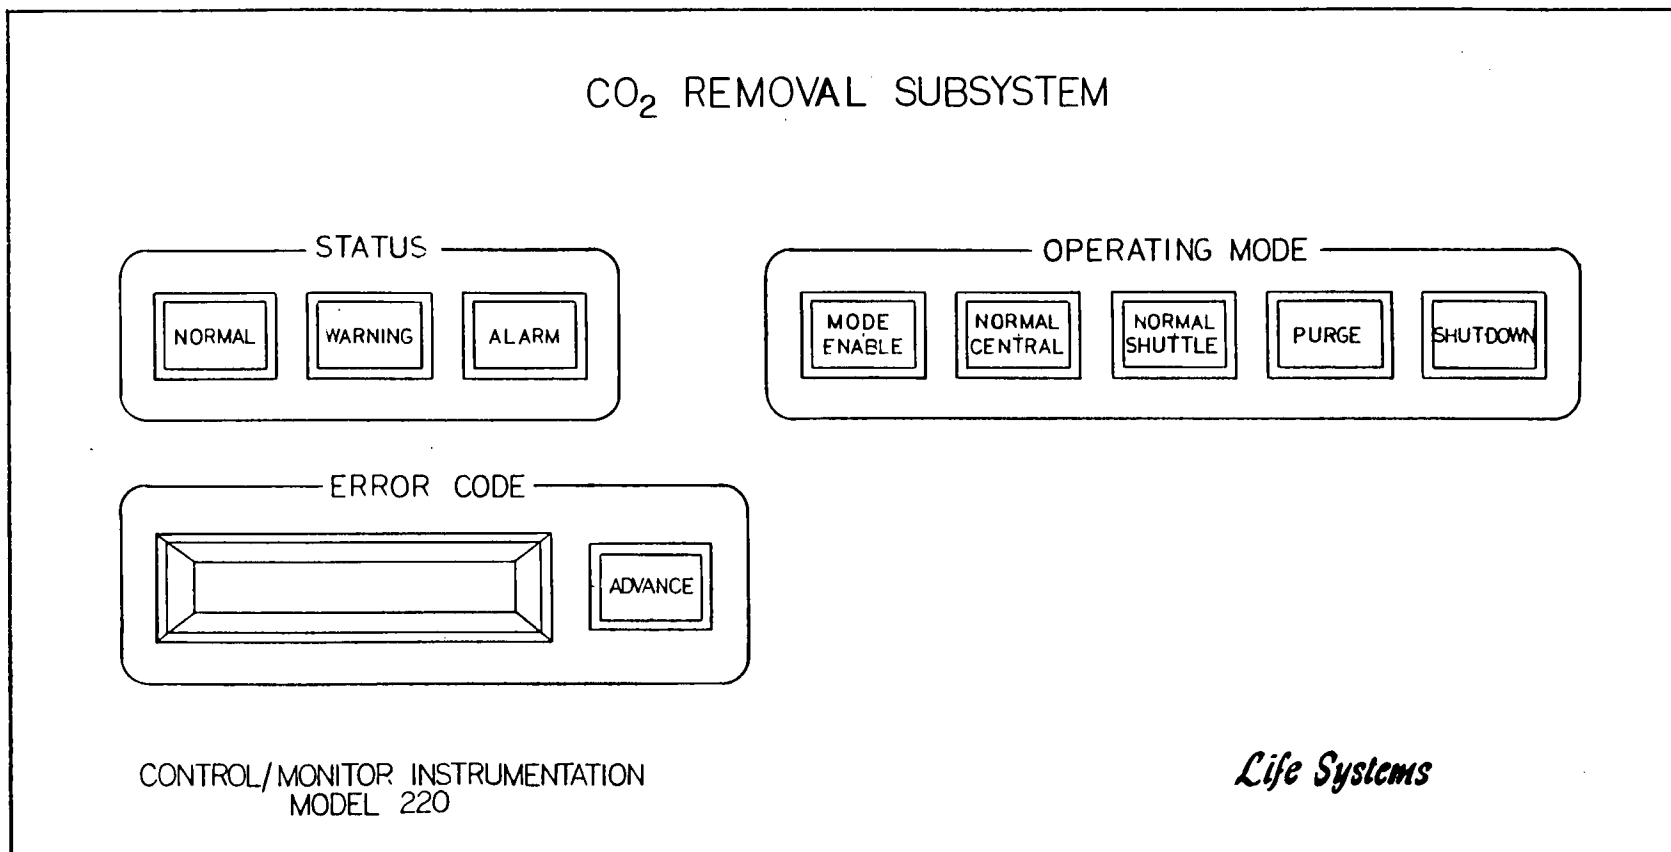 CO₂ REMOVAL SUBSYSTEM
STATUS
NORMAL
WARNING
ALARM
OPERATING MODE
MODE
ENABLE
NORMAL
CENTRAL
NORMAL
SHUTTLE
PURGE
SHUTDOWN
ERROR CODE
ADVANCE
CONTROL/MONITOR INSTRUMENTATION
MODEL 220
Life Systems